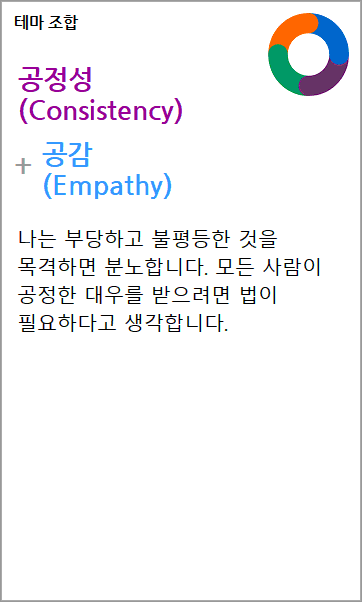 테마 조합
공정성
(Consistency)
+ 공감
(Empathy)
나는 부당하고 불평등한 것을
목격하면 분노합니다. 모든 사람이
공정한 대우를 받으려면 법이
필요하다고 생각합니다.